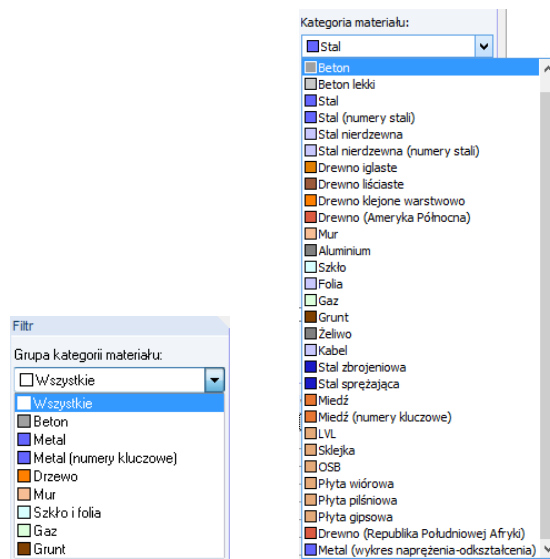 Filtr
Grupa kategorii materiału:
Wszystkie
Wszystkie
Beton
Metal
Metal (numery kluczowe)
Drzewo
Mur
Szkło i folia
Gaz
Grunt
Kategoria materiału:
Stal
Beton
Beton lekki
Stal
Stal (numery stali)
Stal nierdzewna
Stal nierdzewna (numery stali)
Drewno iglaste
Drewno liściaste
Drewno klejone warstwowo
Drewno (Ameryka Północna)
Mur
Aluminium
Szkło
Folia
Gaz
Grunt
Żeliwo
Kabel
Stal zbrojeniowa
Stal sprężająca
Miedź
Miedź (numery kluczowe)
LVL
Sklejka
OSB
Płyta wiórowa
Płyta pilśniowa
Płyta gipsowa
Drewno (Republika Południowej Afryki)
Metal (wykres naprężenia-odkształcenia)